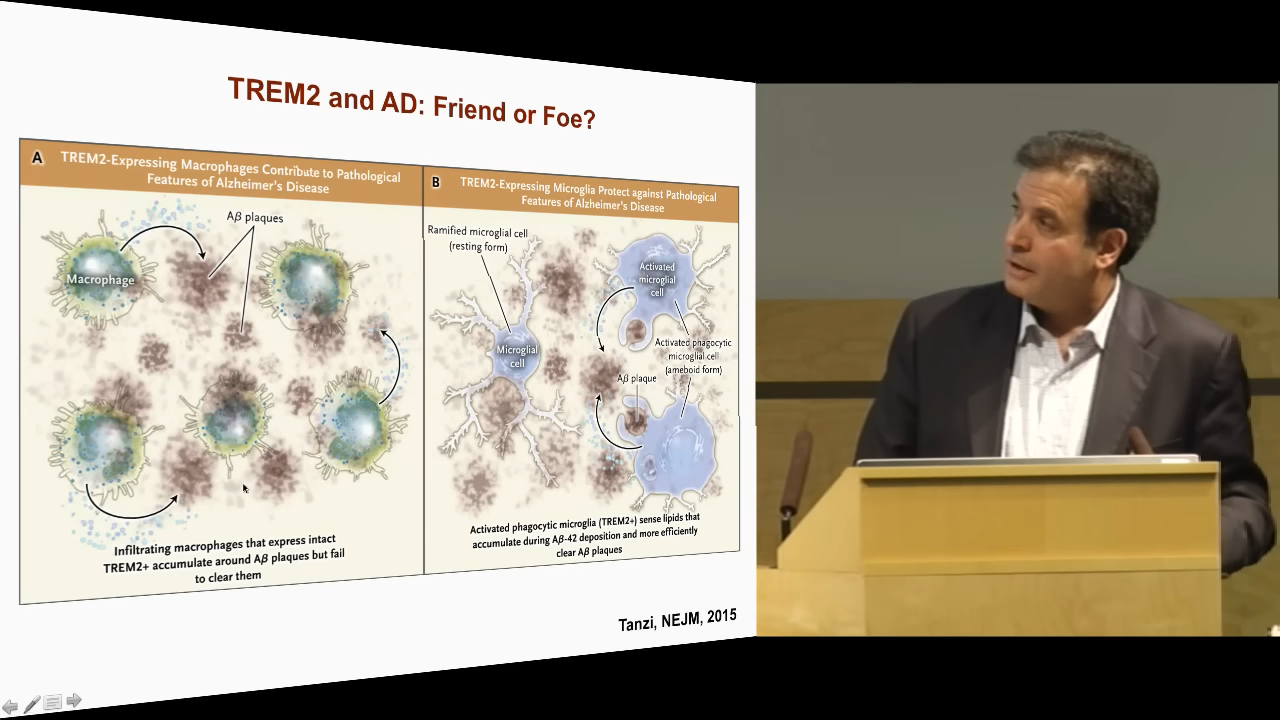 TREM2 and AD: Friend or Foe?
A
TREM2-Expressing Macrophages Contribute to Pathological
Features of Alzheimer's Disease
Aβ plaques
Macrophage
Infiltrating macrophages that express intact
TREM2+ accumulate around Aβ plaques but fail
to clear them
B
TREM2-Expressing Microglia Protect against Pathological
Features of Alzheimer's Disease
Ramified microglial cell
(resting form)
Activated
microglial
cell
Microglial
cell
Activated phagocytic
microglial cell
(ameboid form)
Aβ plaque
Activated phagocytic microglia (TREM2+) sense lipids that
accumulate during Aβ-42 deposition and more efficiently
clear Aβ plaques
Tanzi, NEJM, 2015